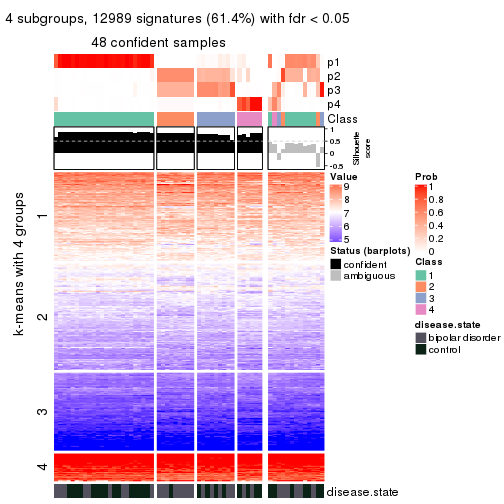 4 subgroups, 12989 signatures (61.4%) with fdr < 0.05
48 confident samples
p1
p2
p3
p4
Class
1
0.5
0
-0.5
Silhouette
score
k-means with 4 groups
1
2
3
4
disease.state
Value
9
8
7
6
5
Status (barplots)
confident
ambiguous
Prob
1
0.8
0.6
0.4
0.2
0
Class
1
2
3
4
disease.state
bipolar disorder
control